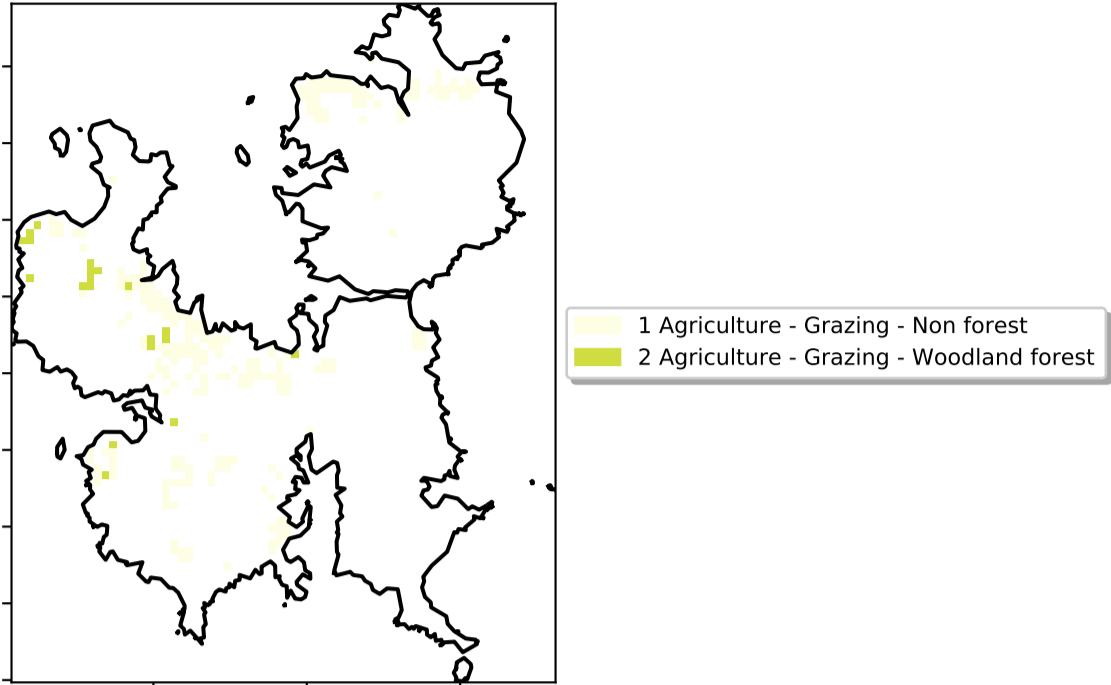 1 Agriculture - Grazing - Non forest
2 Agriculture - Grazing - Woodland forest